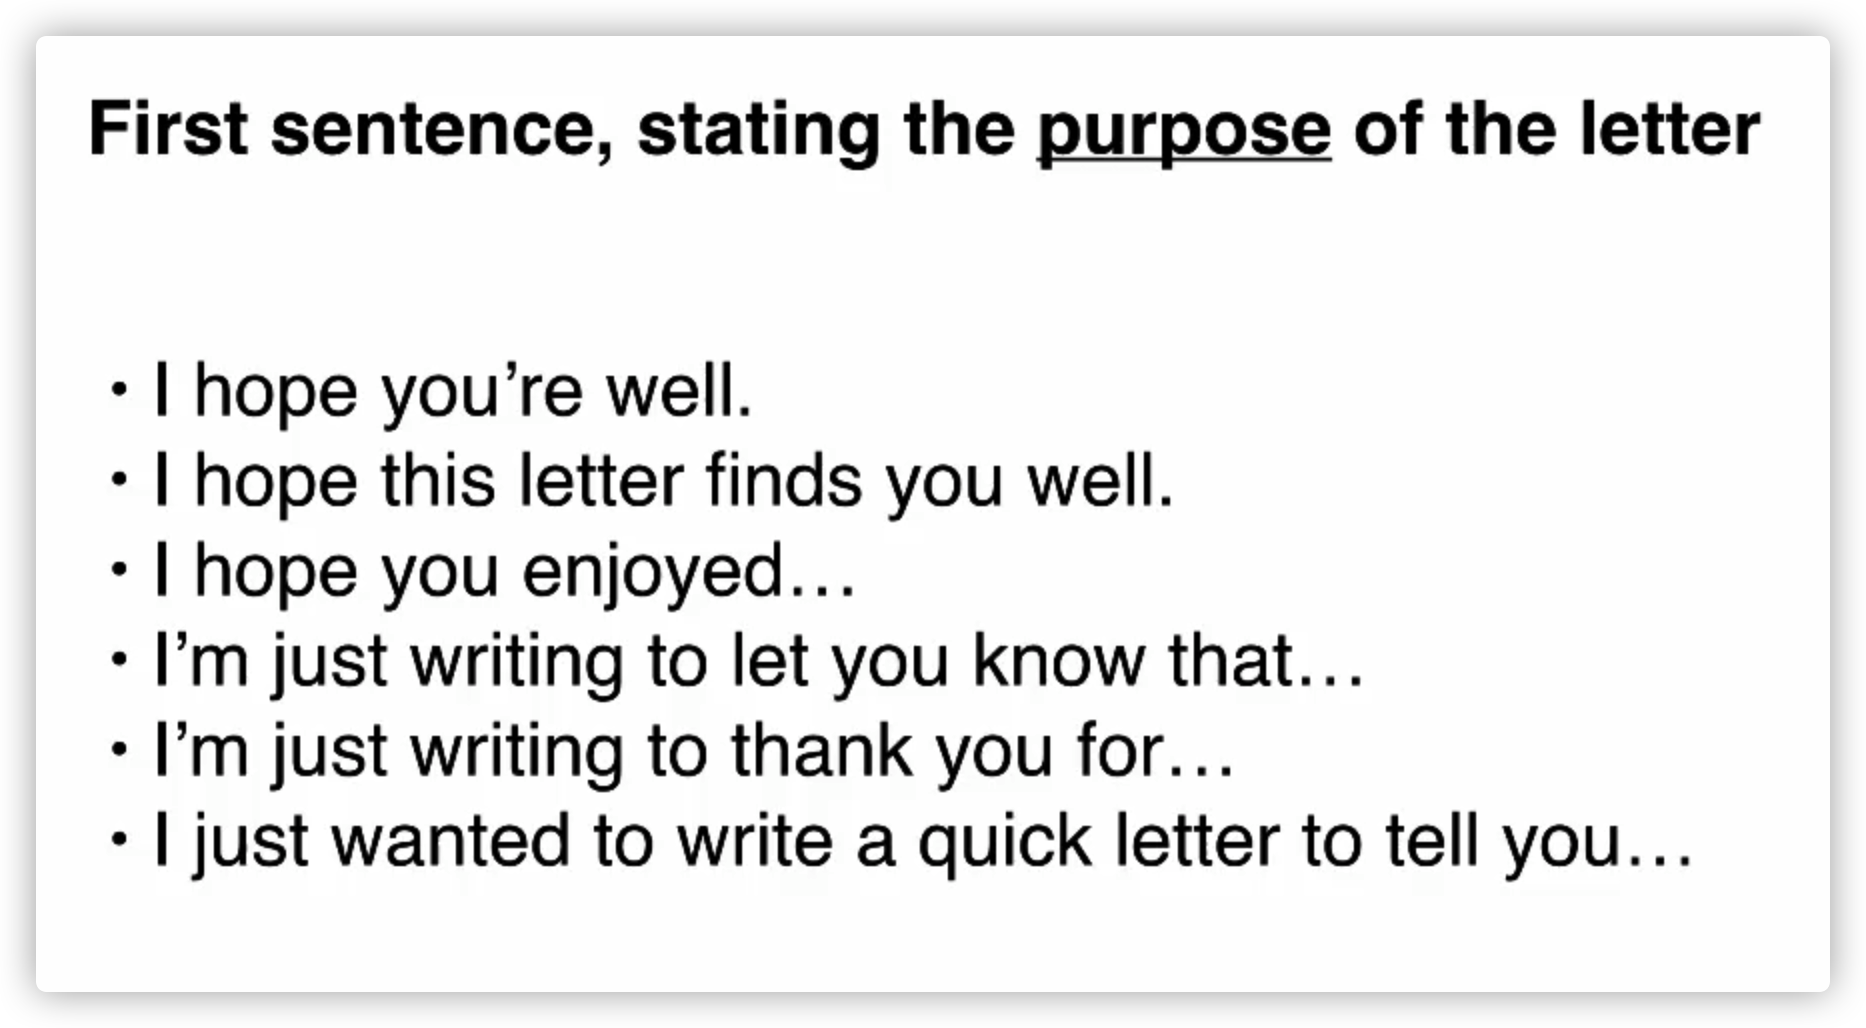 First sentence, stating the purpose of the letter
• I hope you’re well.
• I hope this letter finds you well.
• I hope you enjoyed…
• I’m just writing to let you know that…
• I’m just writing to thank you for…
• I just wanted to write a quick letter to tell you…